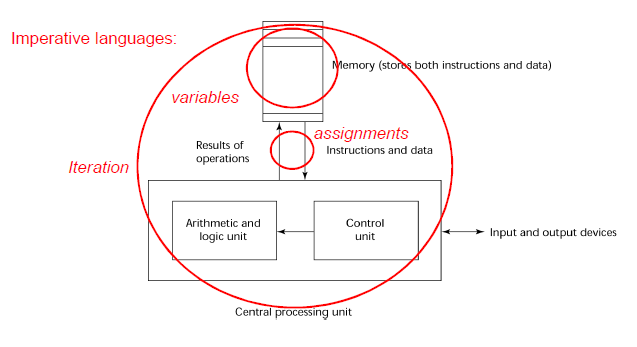 Imperative languages:
Memory (stores both instructions and data)
variables
assignments
Results of
operations
Instructions and data
Iteration
Arithmetic and
logic unit
Control
unit
Input and output devices
Central processing unit